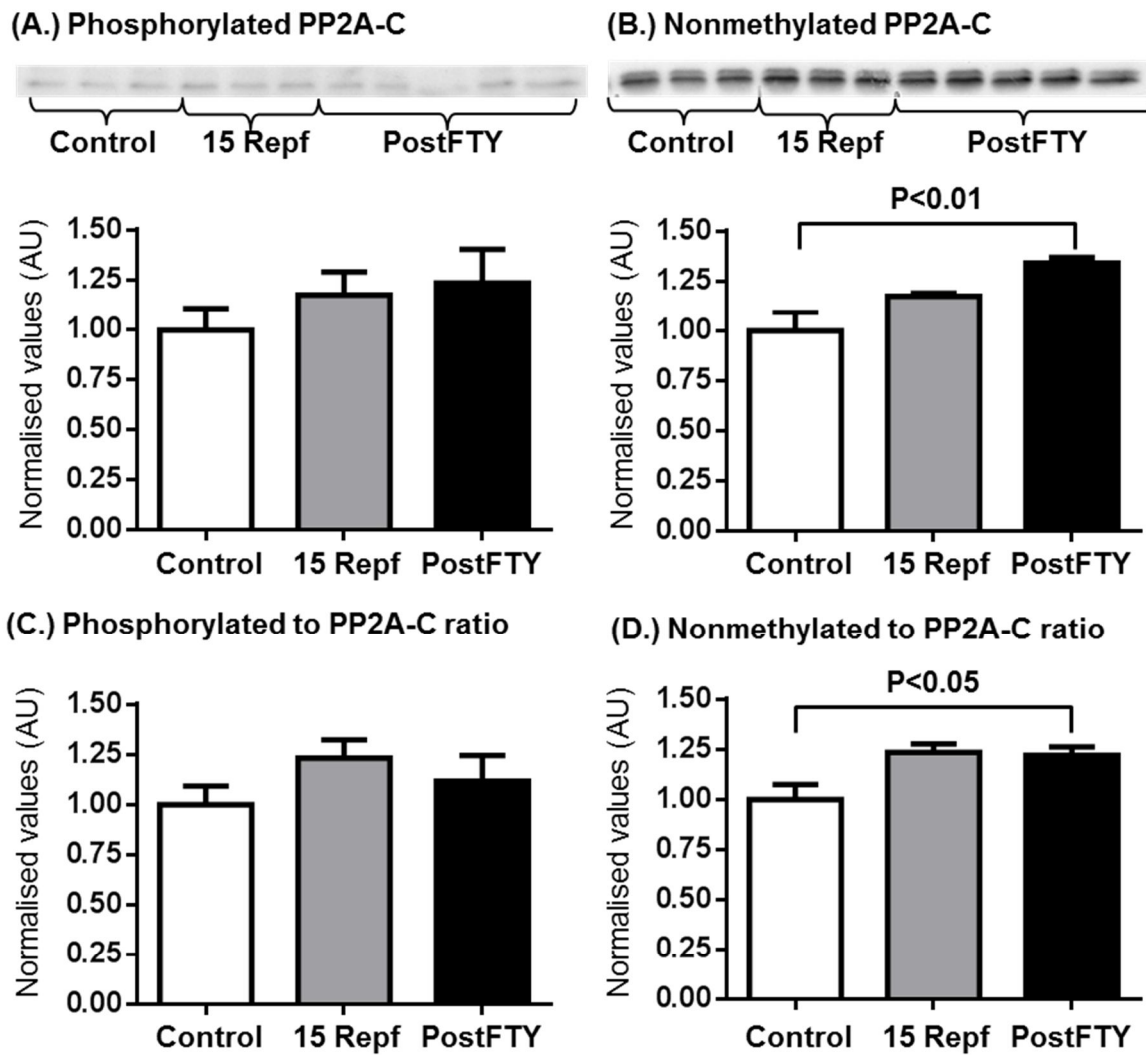 (A.) Phosphorylated PP2A-C
Control 15 Repf PostFTY
Normalised values (AU)
1.50
1.25
1.00
0.75
0.50
0.25
0.00
Control 15 Repf PostFTY
(B.) Nonmethylated PP2A-C
Control 15 Repf PostFTY
P<0.01
Normalised values (AU)
1.50
1.25
1.00
0.75
0.50
0.25
0.00
Control 15 Repf PostFTY
(C.) Phosphorylated to PP2A-C ratio
Normalised values (AU)
1.50
1.25
1.00
0.75
0.50
0.25
0.00
Control 15 Repf PostFTY
(D.) Nonmethylated to PP2A-C ratio
P<0.05
Normalised values (AU)
1.50
1.25
1.00
0.75
0.50
0.25
0.00
Control 15 Repf PostFTY